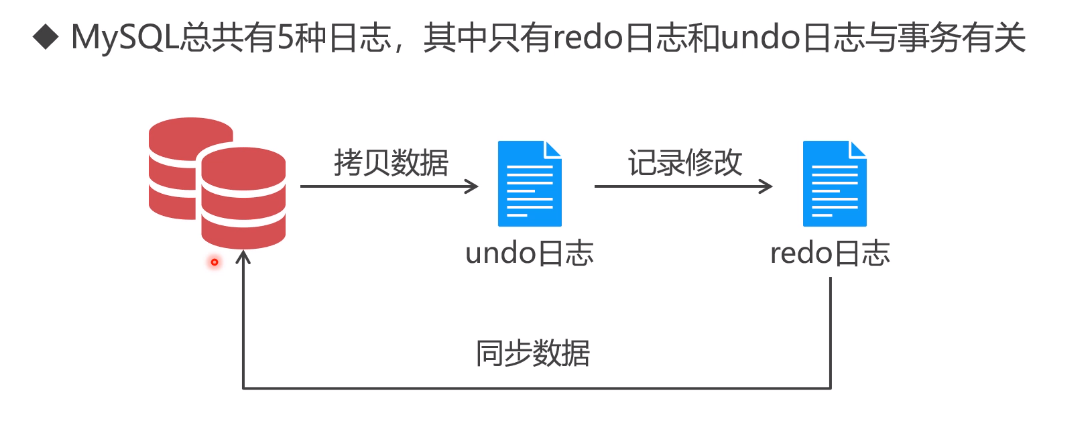 MySQL总共有5种日志，其中只有redo日志和undo日志与事务有关
拷贝数据
记录修改
undo日志
redo日志
同步数据